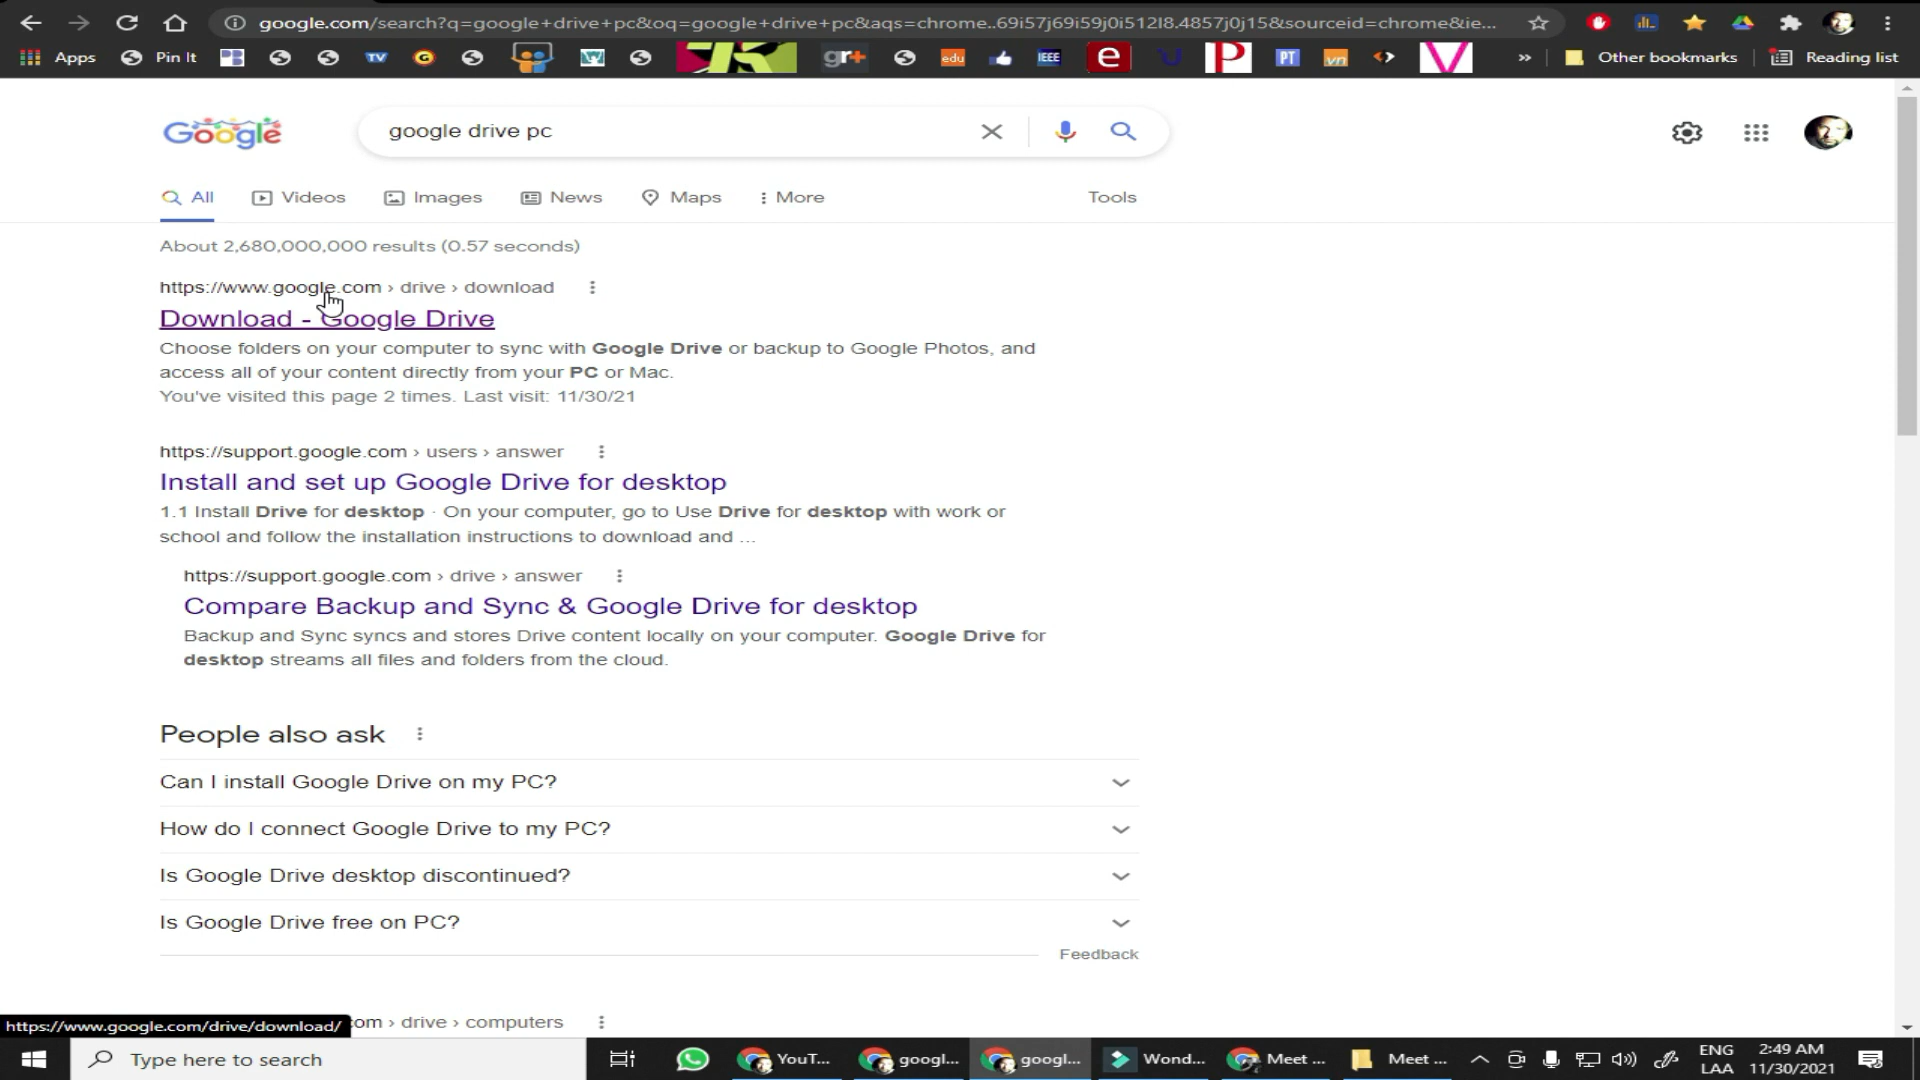 google.com/search?q=google+drive+pc&oq=google+drive+pc&aqs=chrome..69i57j69i59j0i512l8.4857j0j15&sourceid=chrome&ie...
Apps Pin It TV G gr+ edu IEEE e P PT vn V » Other bookmarks Reading list
Google google drive pc
All Videos Images News Maps More Tools
About 2,680,000,000 results (0.57 seconds)
https://www.google.com › drive › download
Download - Google Drive
Choose folders on your computer to sync with Google Drive or backup to Google Photos, and
access all of your content directly from your PC or Mac.
You've visited this page 2 times. Last visit: 11/30/21
https://support.google.com › users › answer
Install and set up Google Drive for desktop
1.1 Install Drive for desktop · On your computer, go to Use Drive for desktop with work or
school and follow the installation instructions to download and ...
https://support.google.com › drive › answer
Compare Backup and Sync & Google Drive for desktop
Backup and Sync syncs and stores Drive content locally on your computer. Google Drive for
desktop streams all files and folders from the cloud.
People also ask
Can I install Google Drive on my PC?
How do I connect Google Drive to my PC?
Is Google Drive desktop discontinued?
Is Google Drive free on PC?
Feedback
https://www.google.com/drive/download/ om › drive › computers
Type here to search YouT... googl... googl... Wond... Meet ... Meet ... ENG 2:49 AM
LAA 11/30/2021